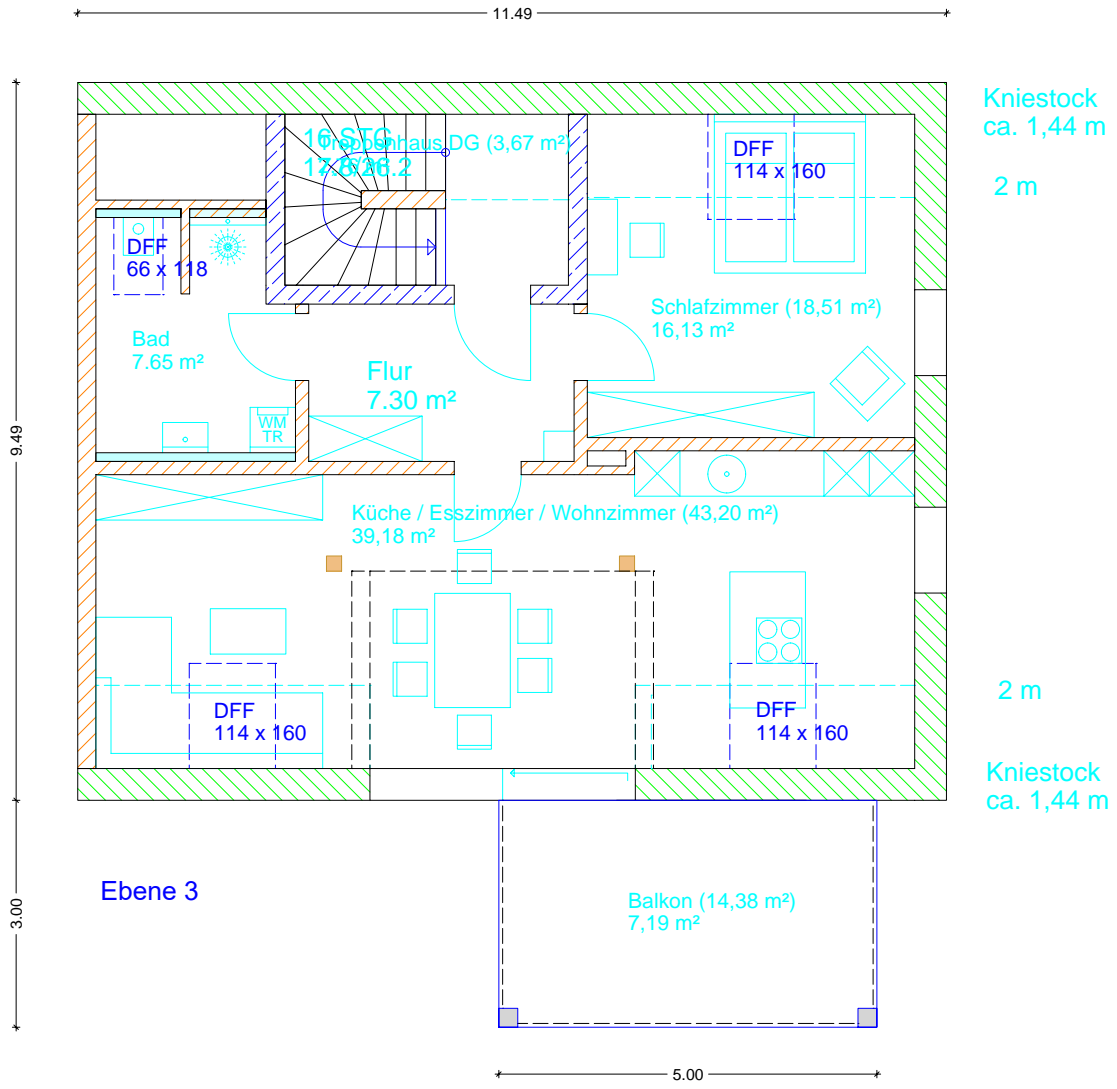 11.49
Kniestock
ca. 1,44 m
2 m
16 STG
Treppenhaus DG (3,67 m²)
DFF
114 x 160
DFF
66 x 118
Schlafzimmer (18,51 m²)
16,13 m²
Bad
7.65 m²
Flur
7.30 m²
WM
TR
9.49
Küche / Esszimmer / Wohnzimmer (43,20 m²)
39,18 m²
2 m
DFF
114 x 160
DFF
114 x 160
Kniestock
ca. 1,44 m
Ebene 3
Balkon (14,38 m²)
7,19 m²
3.00
5.00